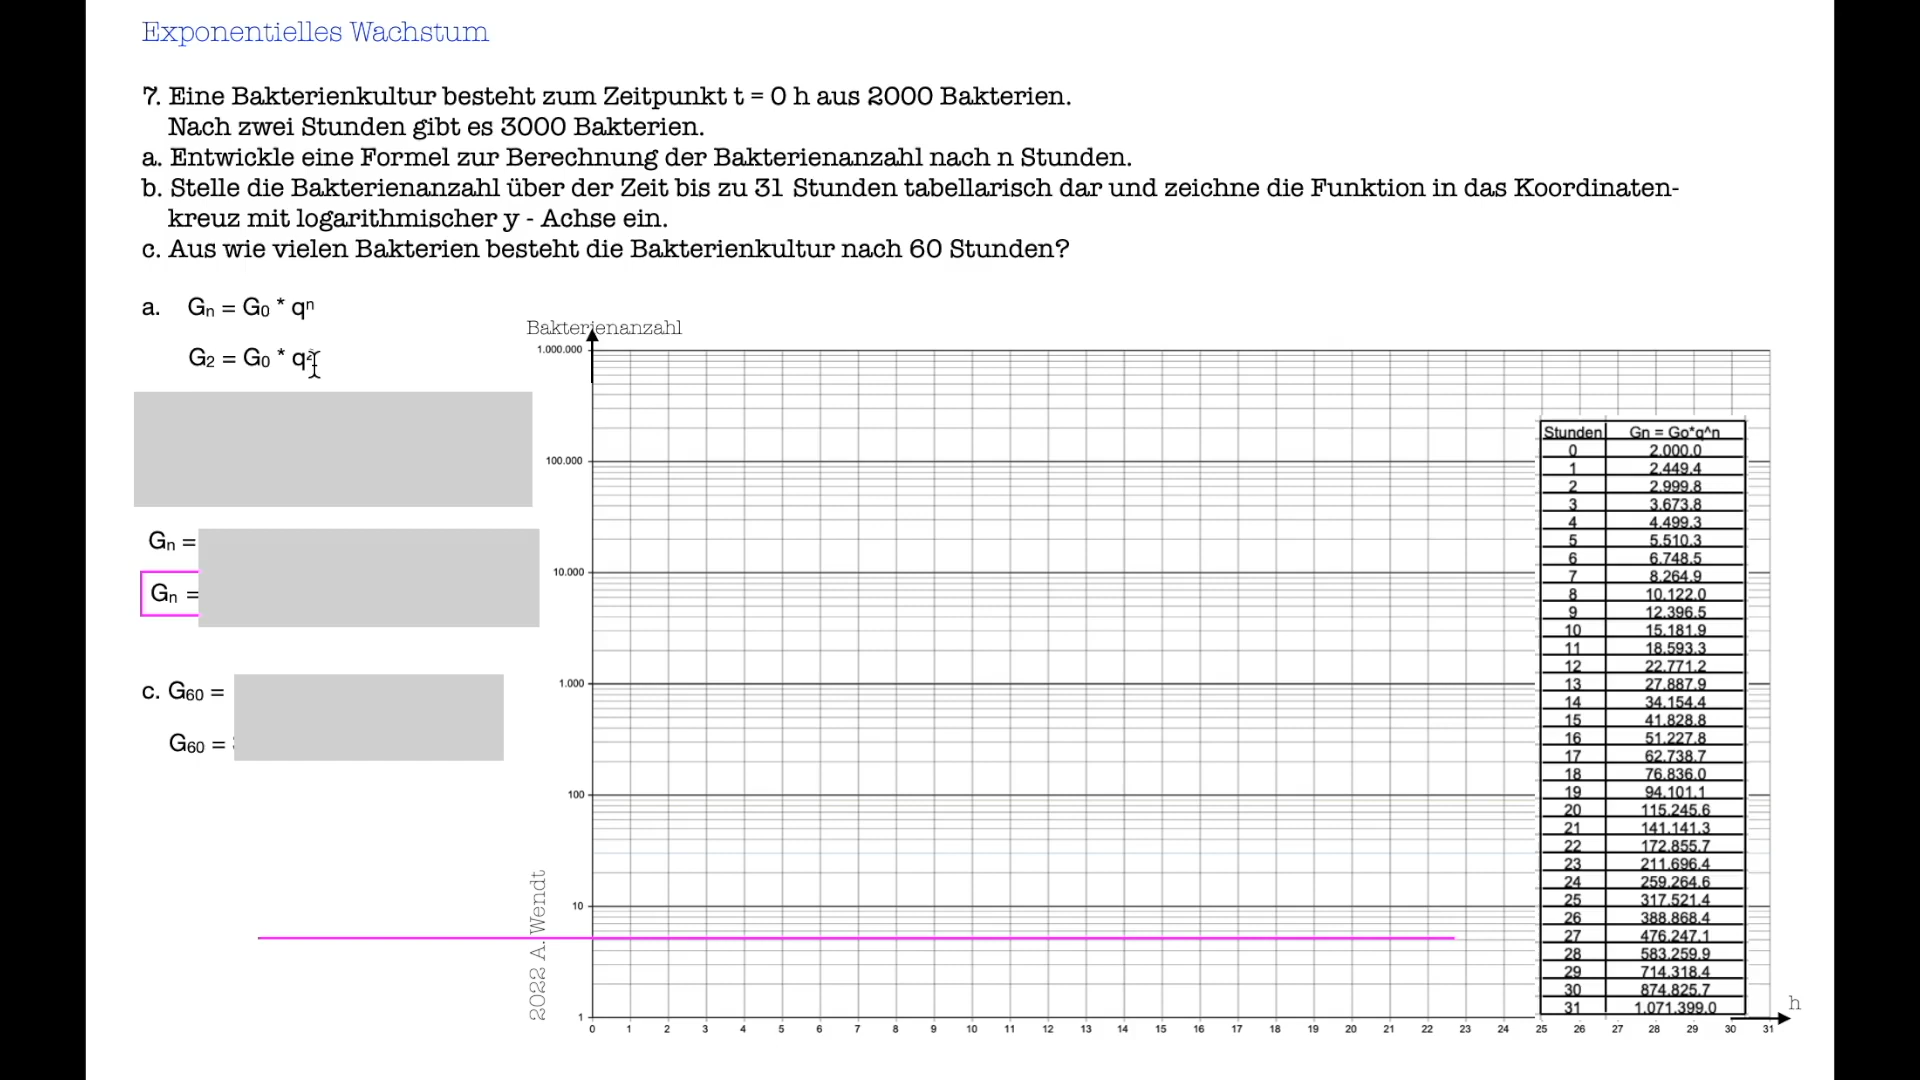 Exponentielles Wachstum
7. Eine Bakterienkultur besteht zum Zeitpunkt t = 0 h aus 2000 Bakterien.
Nach zwei Stunden gibt es 3000 Bakterien.
a. Entwickle eine Formel zur Berechnung der Bakterienanzahl nach n Stunden.
b. Stelle die Bakterienanzahl über der Zeit bis zu 31 Stunden tabellarisch dar und zeichne die Funktion in das Koordinaten-
kreuz mit logarithmischer y - Achse ein.
c. Aus wie vielen Bakterien besteht die Bakterienkultur nach 60 Stunden?
a. Gₙ = G₀ * qⁿ
G₂ = G₀ * q²
Gₙ =
Gₙ =
c. G₆₀ =
G₆₀ =
Bakterienanzahl
1.000.000
100.000
10.000
1.000
100
10
1
0 1 2 3 4 5 6 7 8 9 10 11 12 13 14 15 16 17 18 19 20 21 22 23 24 25 26 27 28 29 30 31
h
2022 A. Wendt
Stunden Gn = Go*q^n
0 2.000.0
1 2.449.4
2 2.999.8
3 3.673.8
4 4.499.3
5 5.510.3
6 6.748.5
7 8.264.9
8 10.122.0
9 12.396.5
10 15.181.9
11 18.593.3
12 22.771.2
13 27.887.9
14 34.154.4
15 41.828.8
16 51.227.8
17 62.738.7
18 76.836.0
19 94.101.1
20 115.245.6
21 141.141.3
22 172.855.7
23 211.696.4
24 259.264.6
25 317.521.4
26 388.868.4
27 476.247.1
28 583.259.9
29 714.318.4
30 874.825.7
31 1.071.399.0